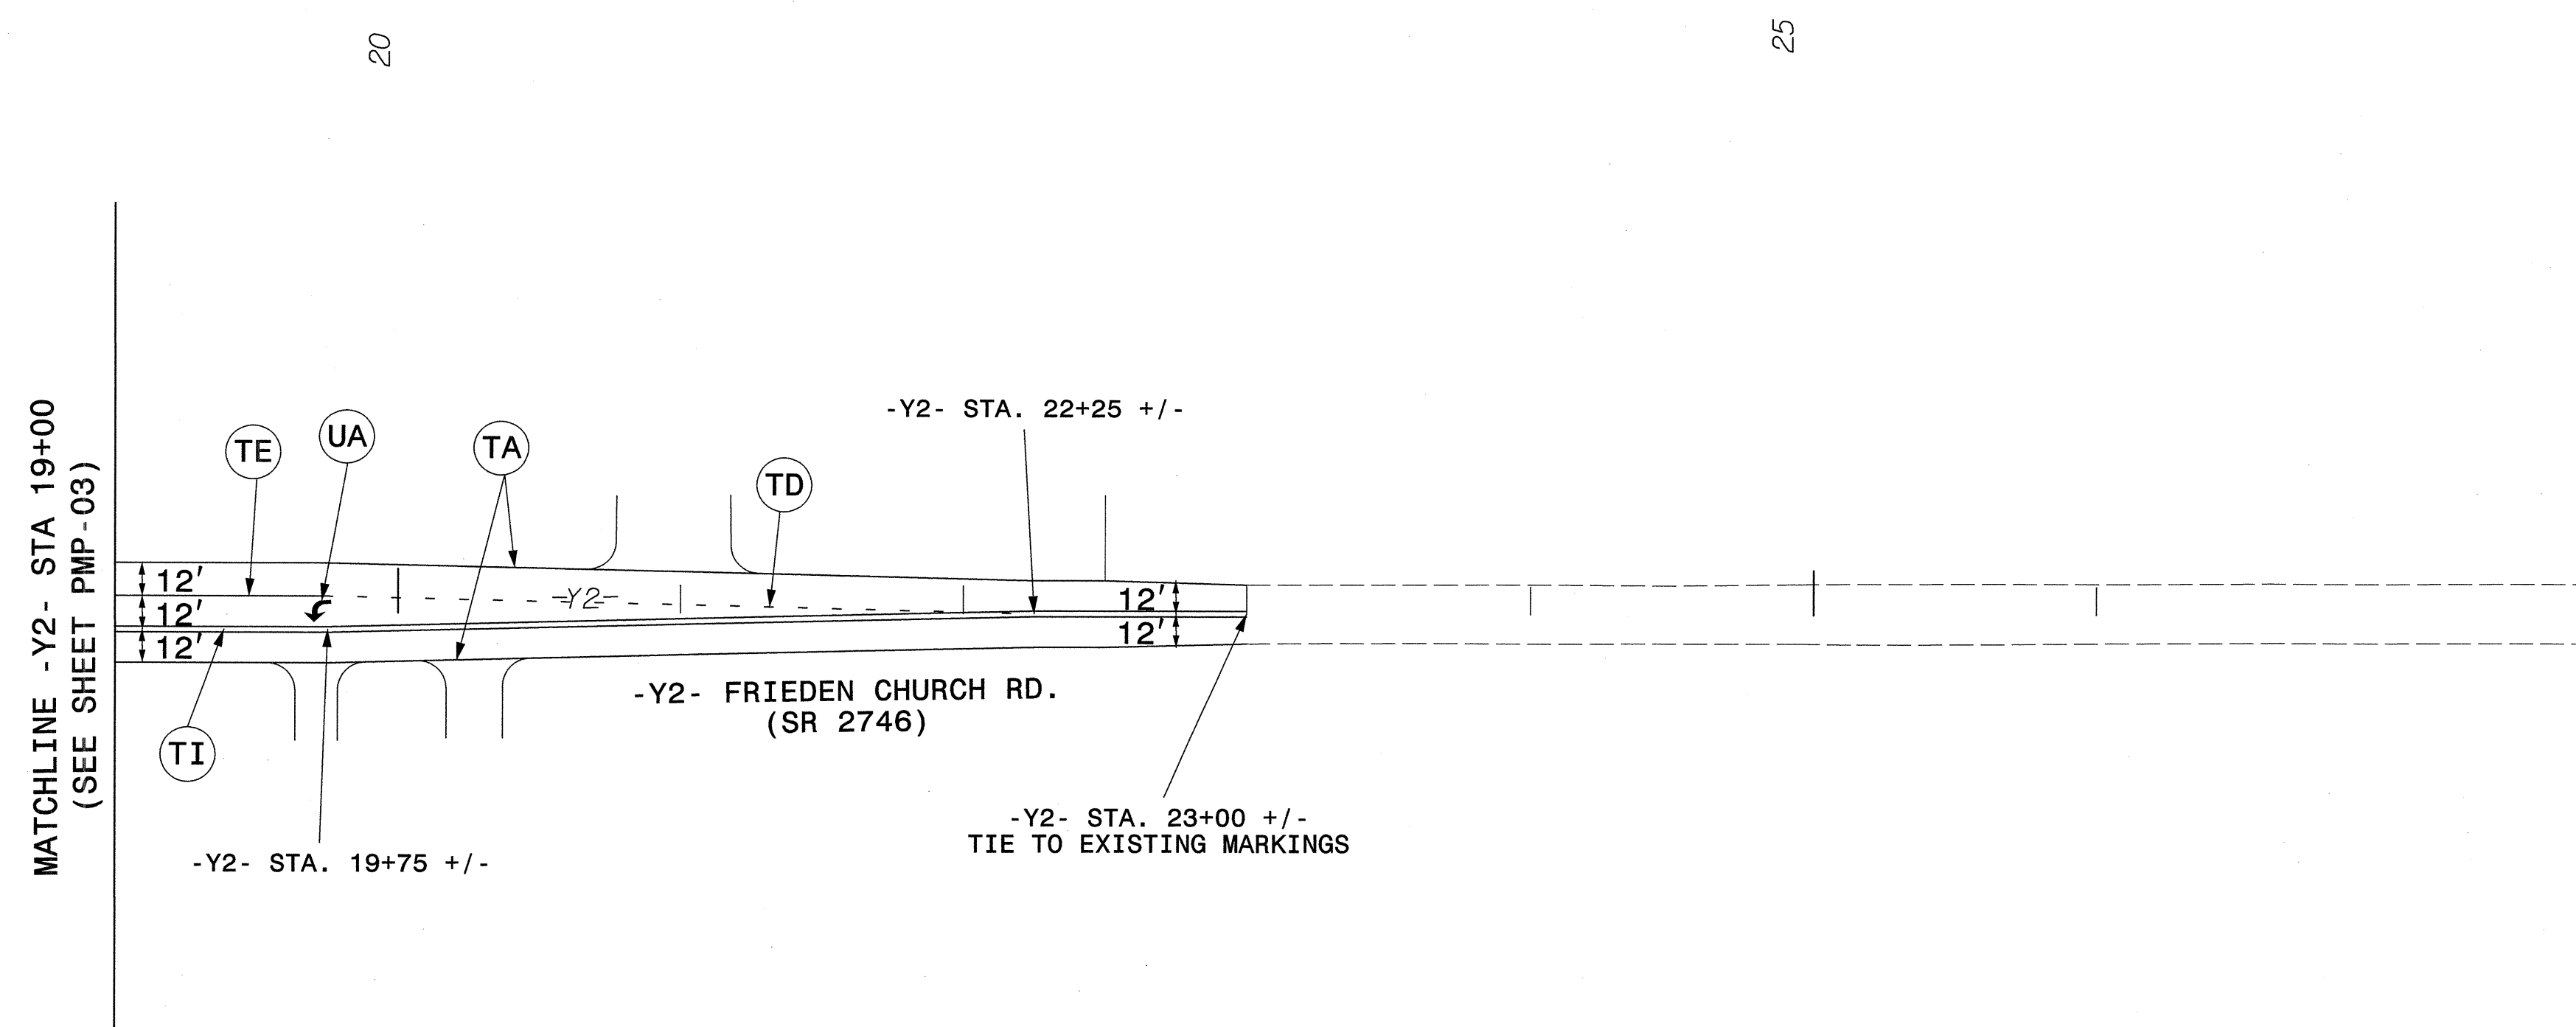 20
25
MATCHLINE -Y2- STA 19+00
(SEE SHEET PMP-03)
-Y2- STA. 22+25 +/-
TE
UA
TA
TD
12'
12'
12'
-Y2-
12'
12'
TI
-Y2- FRIEDEN CHURCH RD.
(SR 2746)
-Y2- STA. 23+00 +/-
TIE TO EXISTING MARKINGS
-Y2- STA. 19+75 +/-